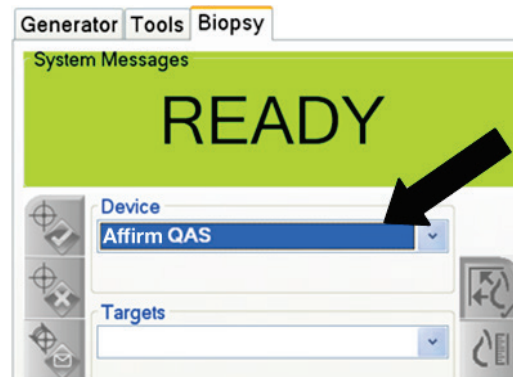 Generator Tools Biopsy
System Messages
READY
Device
Affirm QAS
Targets